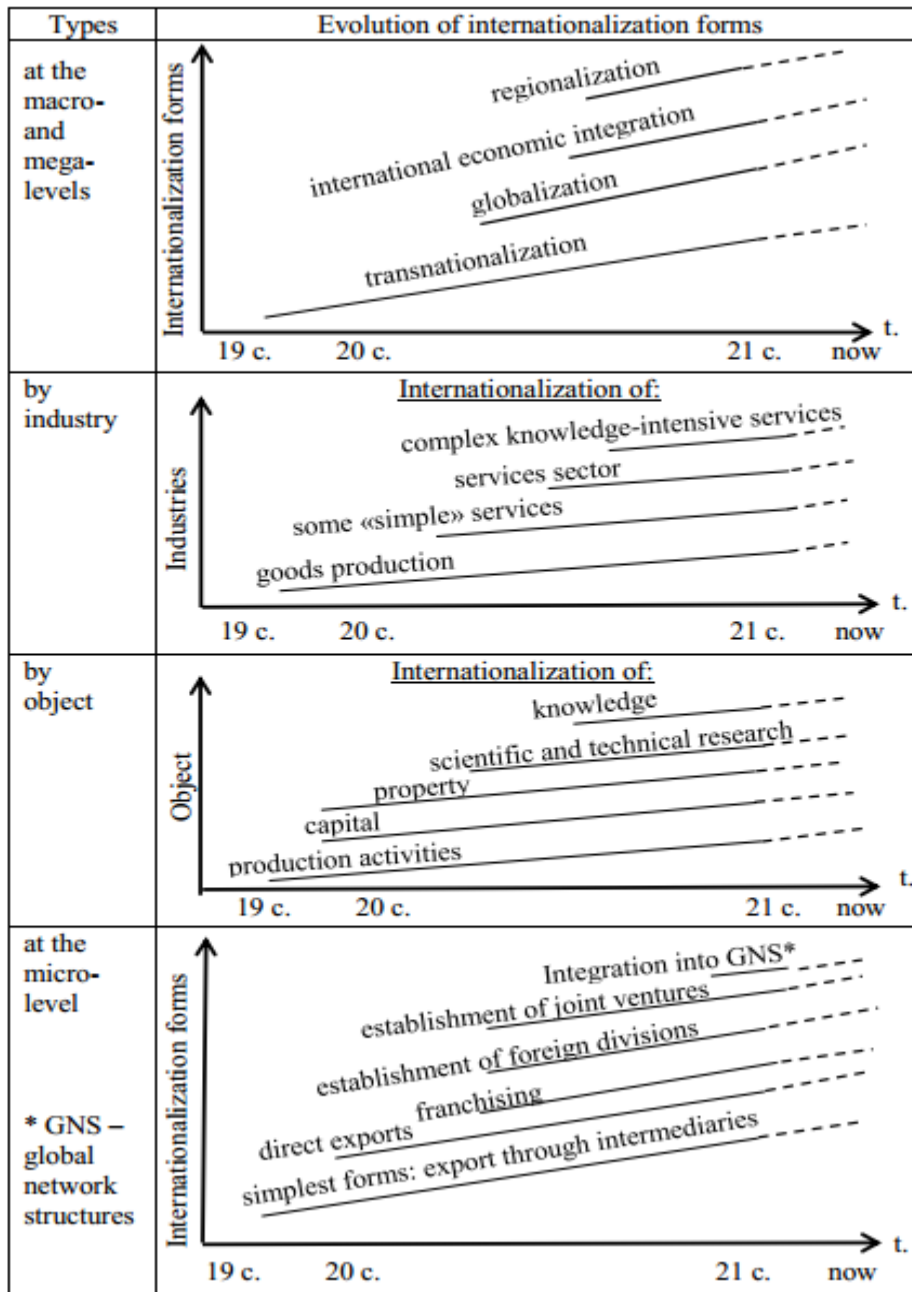 Types
Evolution of internationalization forms
at the
macro-
and
mega-
levels
Internationalization forms
regionalization
international economic integration
globalization
transnationalization
t.
19 c.
20 c.
21 c.
now
by
industry
Internationalization of:
Industries
complex knowledge-intensive services
services sector
some «simple» services
goods production
t.
19 c.
20 c.
21 c.
now
by
object
Internationalization of:
Object
knowledge
scientific and technical research
property
capital
production activities
t.
19 c.
20 c.
21 c.
now
at the
micro-
level
* GNS –
global
network
structures
Internationalization forms
Integration into GNS*
establishment of joint ventures
establishment of foreign divisions
franchising
direct exports
simplest forms: export through intermediaries
t.
19 c.
20 c.
21 c.
now